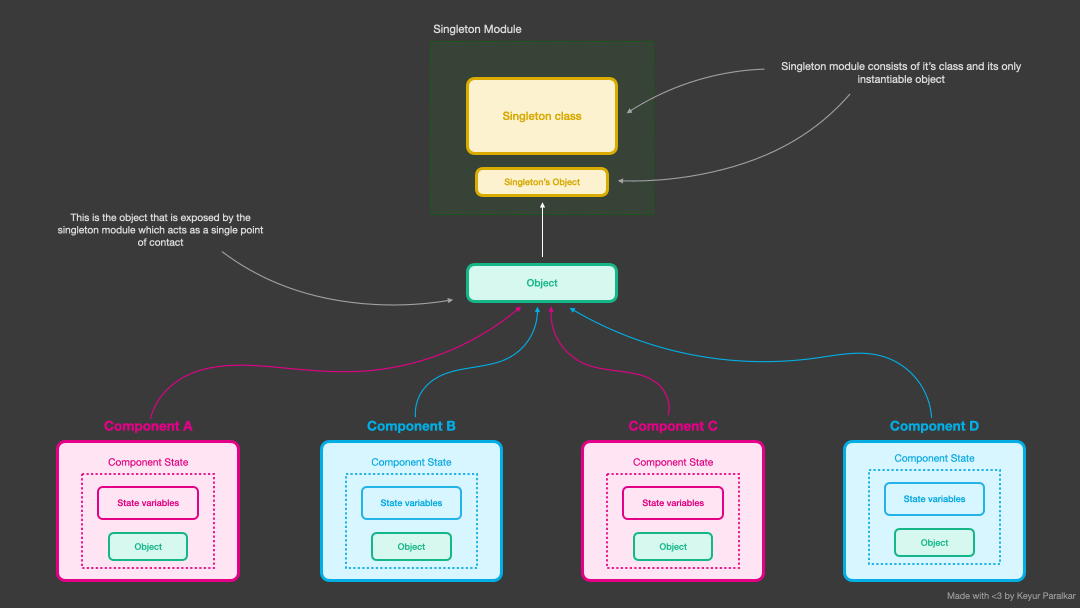 Singleton Module
Singleton module consists of it's class and its only
instantiable object
Singleton class
Singleton's Object
This is the object that is exposed by the
singleton module which acts as a single point
of contact
Object
Component A
Component State
State variables
Object
Component B
Component State
State variables
Object
Component C
Component State
State variables
Object
Component D
Component State
State variables
Object
Made with <3 by Keyur Paralkar